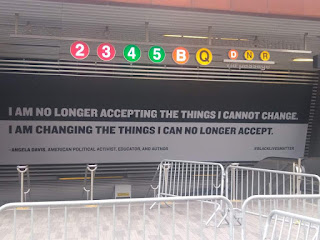 2 3 4 5 B Q D N R
I AM NO LONGER ACCEPTING THE THINGS I CANNOT CHANGE.
I AM CHANGING THE THINGS I CAN NO LONGER ACCEPT.
- ANGELA DAVIS, AMERICAN POLITICAL ACTIVIST, EDUCATOR, AND AUTHOR
#BLACKLIVESMATTER